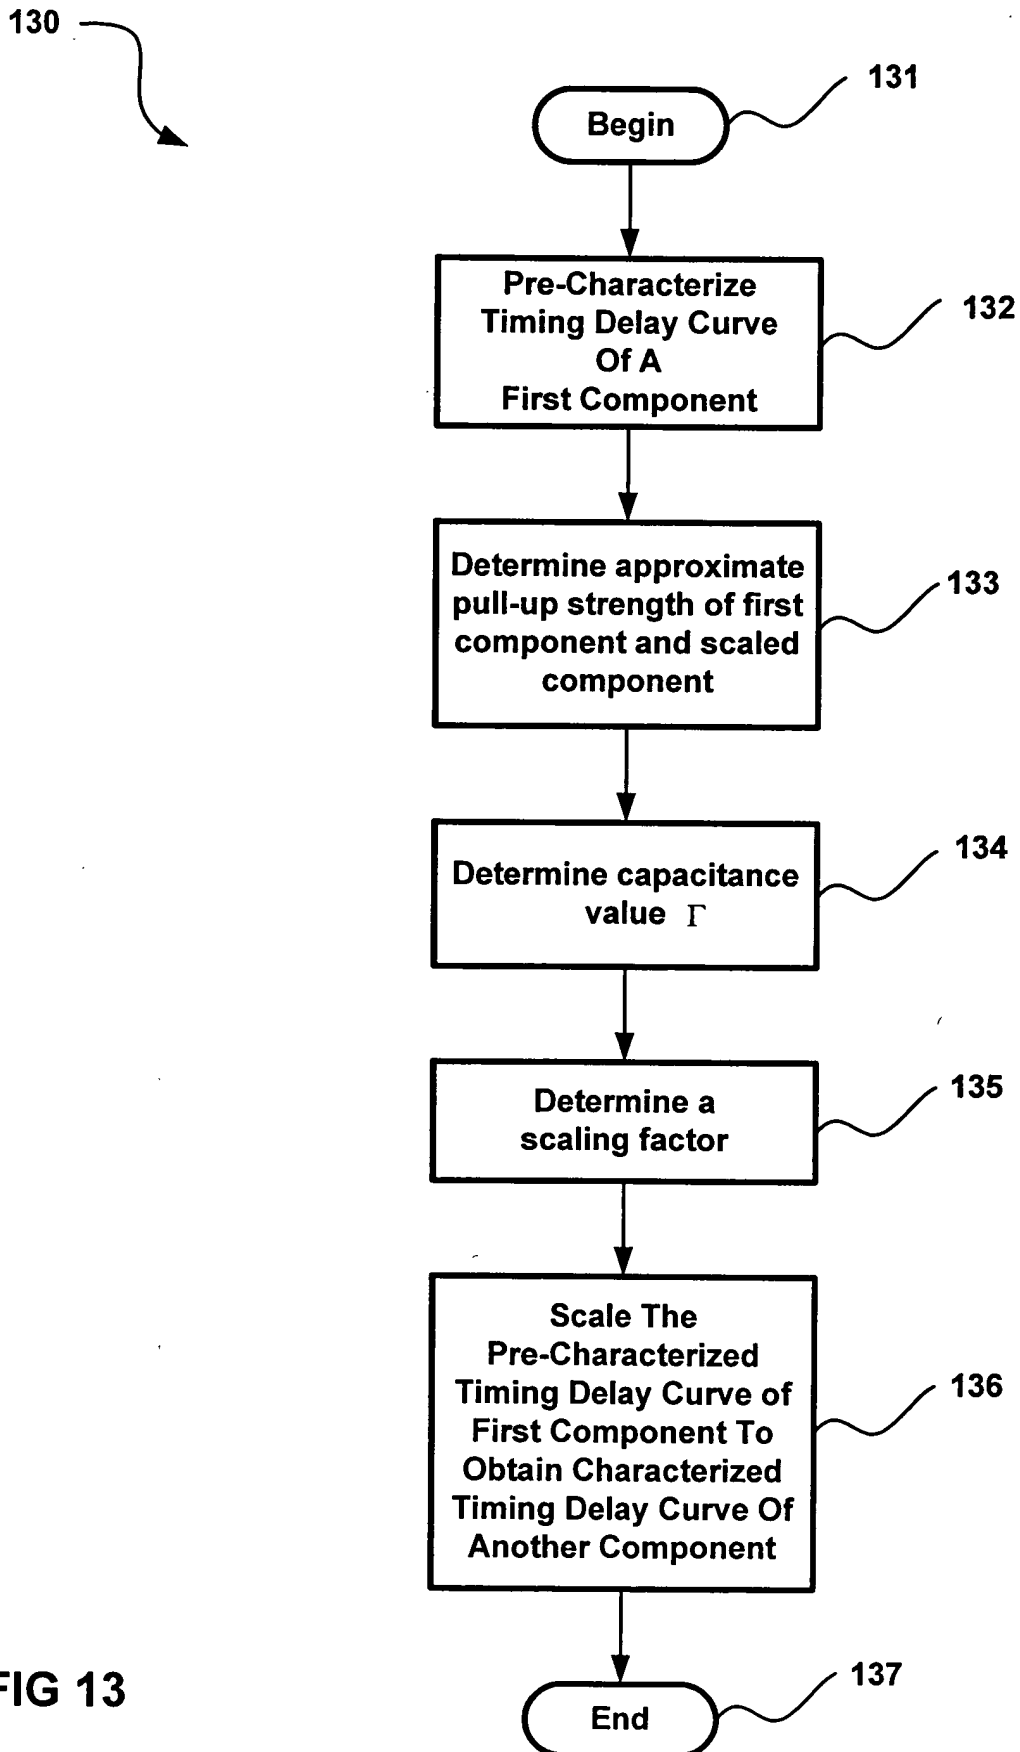 130
131
Begin
Pre-Characterize
Timing Delay Curve
Of A
First Component
132
Determine approximate
pull-up strength of first
component and scaled
component
133
Determine capacitance
value Γ
134
Determine a
scaling factor
135
Scale The
Pre-Characterized
Timing Delay Curve of
First Component To
Obtain Characterized
Timing Delay Curve Of
Another Component
136
137
End
FIG 13